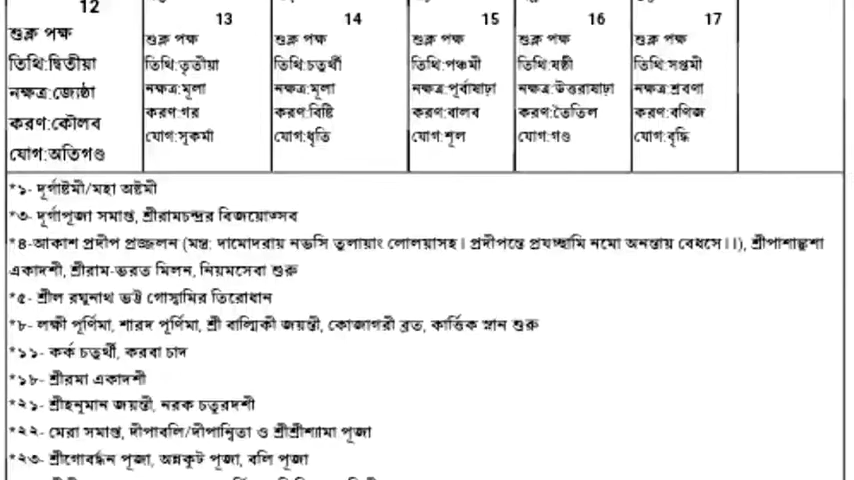 12 13 14 15 16 17
শুক্ল পক্ষ শুক্ল পক্ষ শুক্ল পক্ষ শুক্ল পক্ষ শুক্ল পক্ষ শুক্ল পক্ষ
তিথি:দ্বিতীয়া তিথি:তৃতীয়া তিথি:চতুর্থী তিথি:পঞ্চমী তিথি:ষষ্ঠী তিথি:সপ্তমী
নক্ষত্র:জ্যেষ্ঠা নক্ষত্র:মূলা নক্ষত্র:মূলা নক্ষত্র:পূর্বাষাঢ়া নক্ষত্র:উত্তরাষাঢ়া নক্ষত্র:শ্রবণা
করণ:কৌলব করণ:গর করণ:বিষ্টি করণ:বালব করণ:তৈতিল করণ:বণিজ
যোগ:অতিগণ্ড যোগ:সুকর্মা যোগ:ধৃতি যোগ:শূল যোগ:গণ্ড যোগ:বৃদ্ধি
*১- দূর্গাষ্টমী/মহা অষ্টমী
*৩- দূর্গাপূজা সমাপ্ত, শ্রীরামচন্দ্রর বিজয়োত্সব
*৪-আকাশ প্রদীপ প্রজ্জলন (মন্ত্র: দামোদরায় নভসি তুলায়াং লোলয়াসহ। প্রদীপন্তে প্রযচ্ছামি নমো অনন্তায় বেধসে।।), শ্রীপাশাঙ্কুশা
একাদশী, শ্রীরাম-ভরত মিলন, নিয়মসেবা শুরু
*৫- শ্রীল রঘুনাথ ভট্ট গোস্বামির তিরোধান
*৮- লক্ষী পূর্ণিমা, শারদ পূর্ণিমা, শ্রী বাল্মিকী জয়ন্তী, কোজাগরী ব্রত, কার্ত্তিক স্নান শুরু
*১১- কর্ক চতুর্থী, করবা চাদ
*১৮- শ্রীরমা একাদশী
*২১- শ্রীহনূমান জয়ন্তী, নরক চতুরদশী
*২২- মেরা সমাপ্ত, দীপাবলি/দীপান্বিতা ও শ্রীশ্রীশ্যামা পূজা
*২৩- শ্রীগোবর্দ্ধন পূজা, অন্নকুট পূজা, বলি পূজা